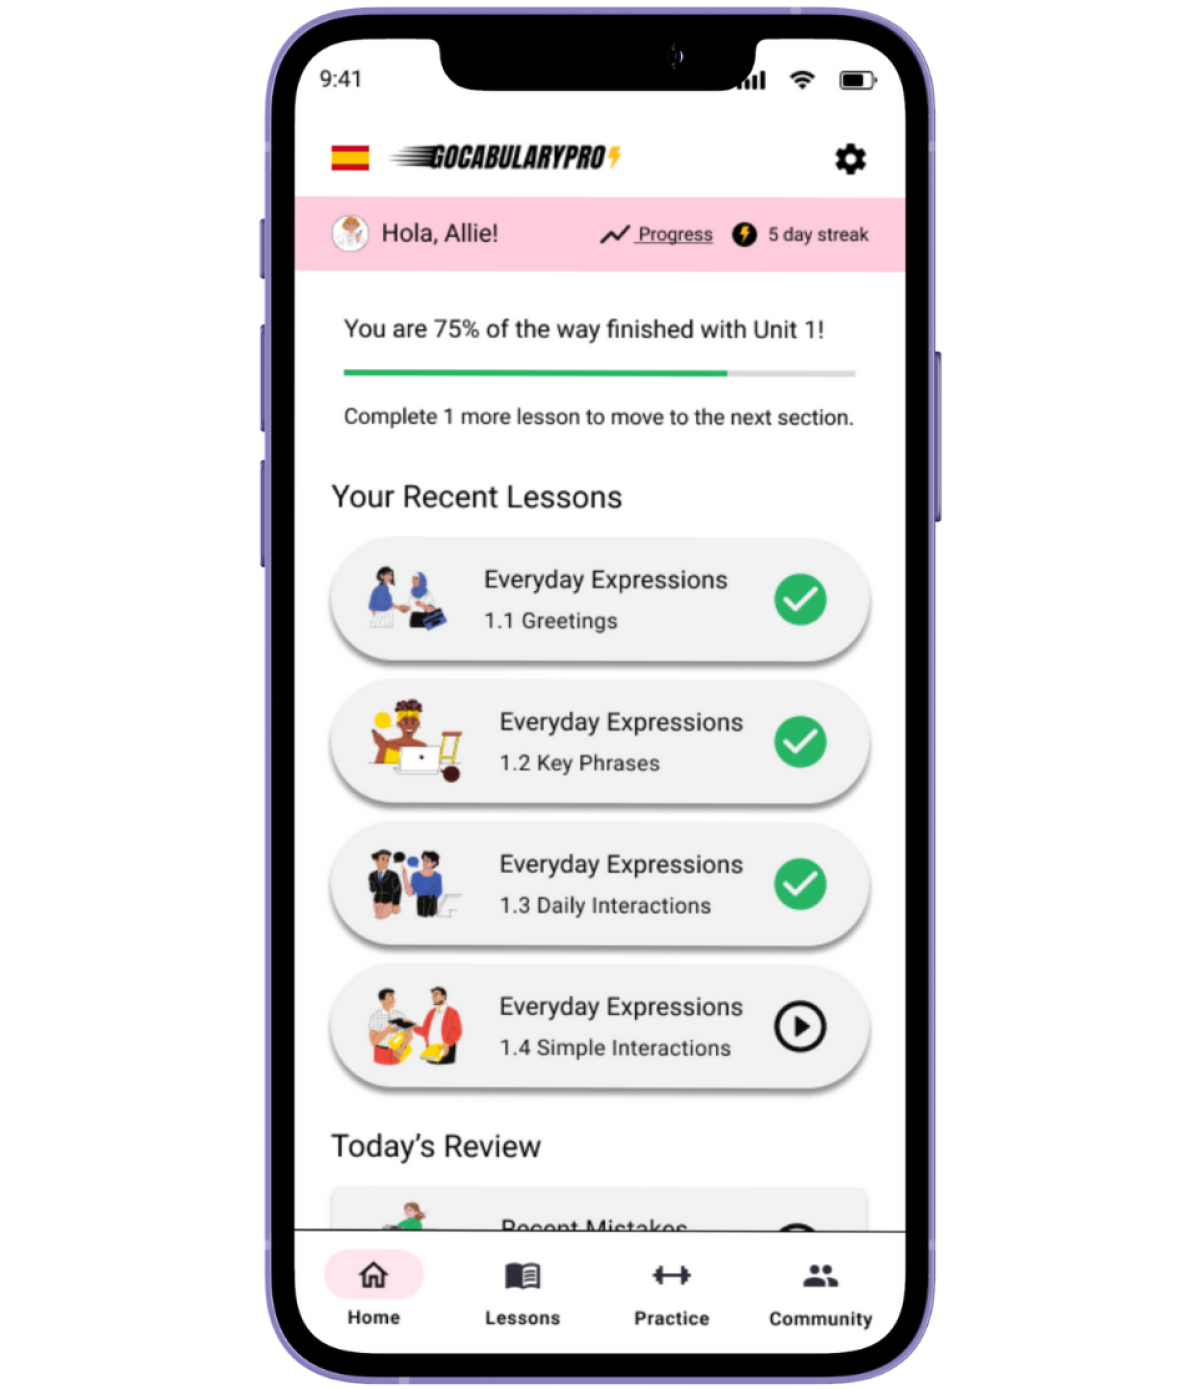 9:41
GOCABULARYPRO
Hola, Allie!
Progress
5 day streak
You are 75% of the way finished with Unit 1!
Complete 1 more lesson to move to the next section.
Your Recent Lessons
Everyday Expressions
1.1 Greetings
Everyday Expressions
1.2 Key Phrases
Everyday Expressions
1.3 Daily Interactions
Everyday Expressions
1.4 Simple Interactions
Today’s Review
Recent Mistakes
Home
Lessons
Practice
Community